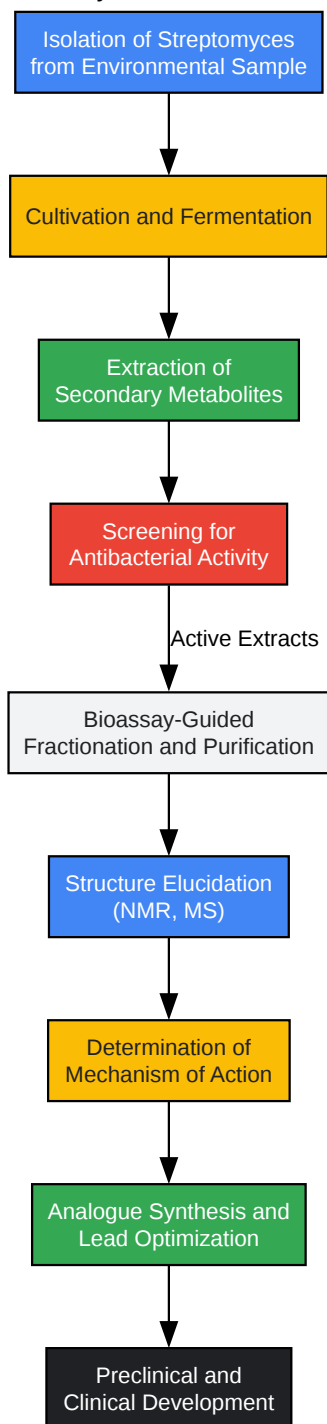 Isolation of Streptomyces
from Environmental Sample
Cultivation and Fermentation
Extraction of
Secondary Metabolites
Screening for
Antibacterial Activity
Active Extracts
Bioassay-Guided
Fractionation and Purification
Structure Elucidation
(NMR, MS)
Determination of
Mechanism of Action
Analogue Synthesis and
Lead Optimization
Preclinical and
Clinical Development